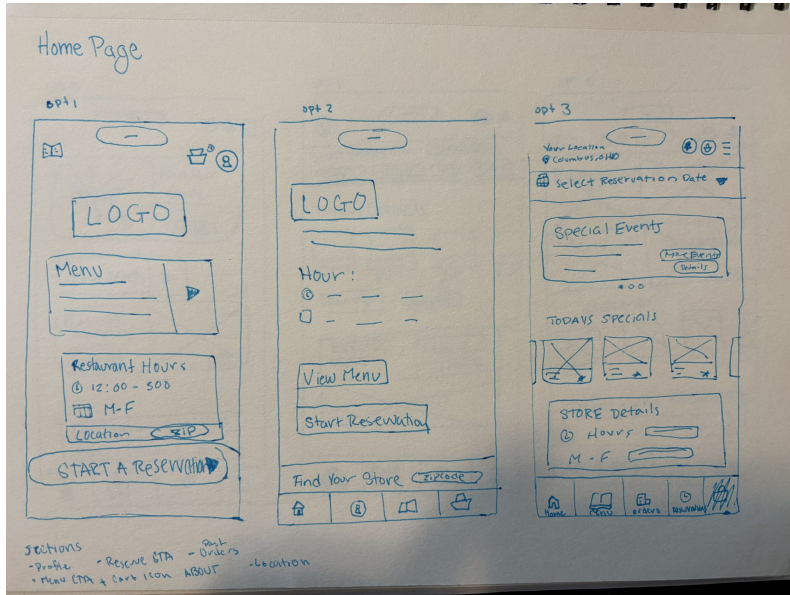 Home Page
opt 1
LOGO
Menu
Restaurant Hours
12:00 - 500
M-F
Location ZIP
START A Reservation
opt 2
LOGO
Hour:
View Menu
Start Reservation
Find Your Store Zipcode
opt 3
Your Location
Columbus, OHIO
Select Reservation Date
Special Events
More Events
Details
TODAYS SPECIALS
STORE Details
Hours
M-F
Home Menu orders Reservation
Sections
- Profile - Reserve CTA - Past Orders - Location
- Menu CTA + Cart Icon ABOUT